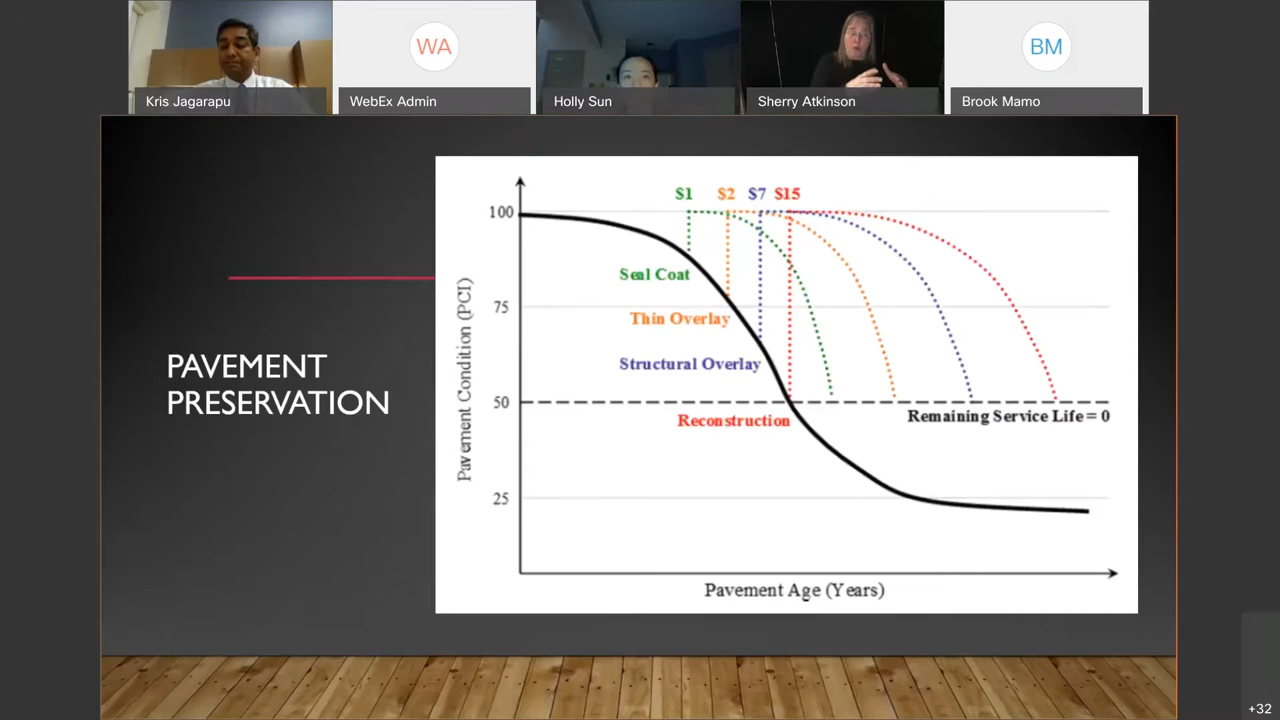 WA
BM
Kris Jagarapu
WebEx Admin
Holly Sun
Sherry Atkinson
Brook Mamo
PAVEMENT
PRESERVATION
$1 $2 $7 $15
100
Seal Coat
75
Thin Overlay
Structural Overlay
50
Reconstruction
Remaining Service Life = 0
25
Pavement Condition (PCI)
Pavement Age (Years)
+32